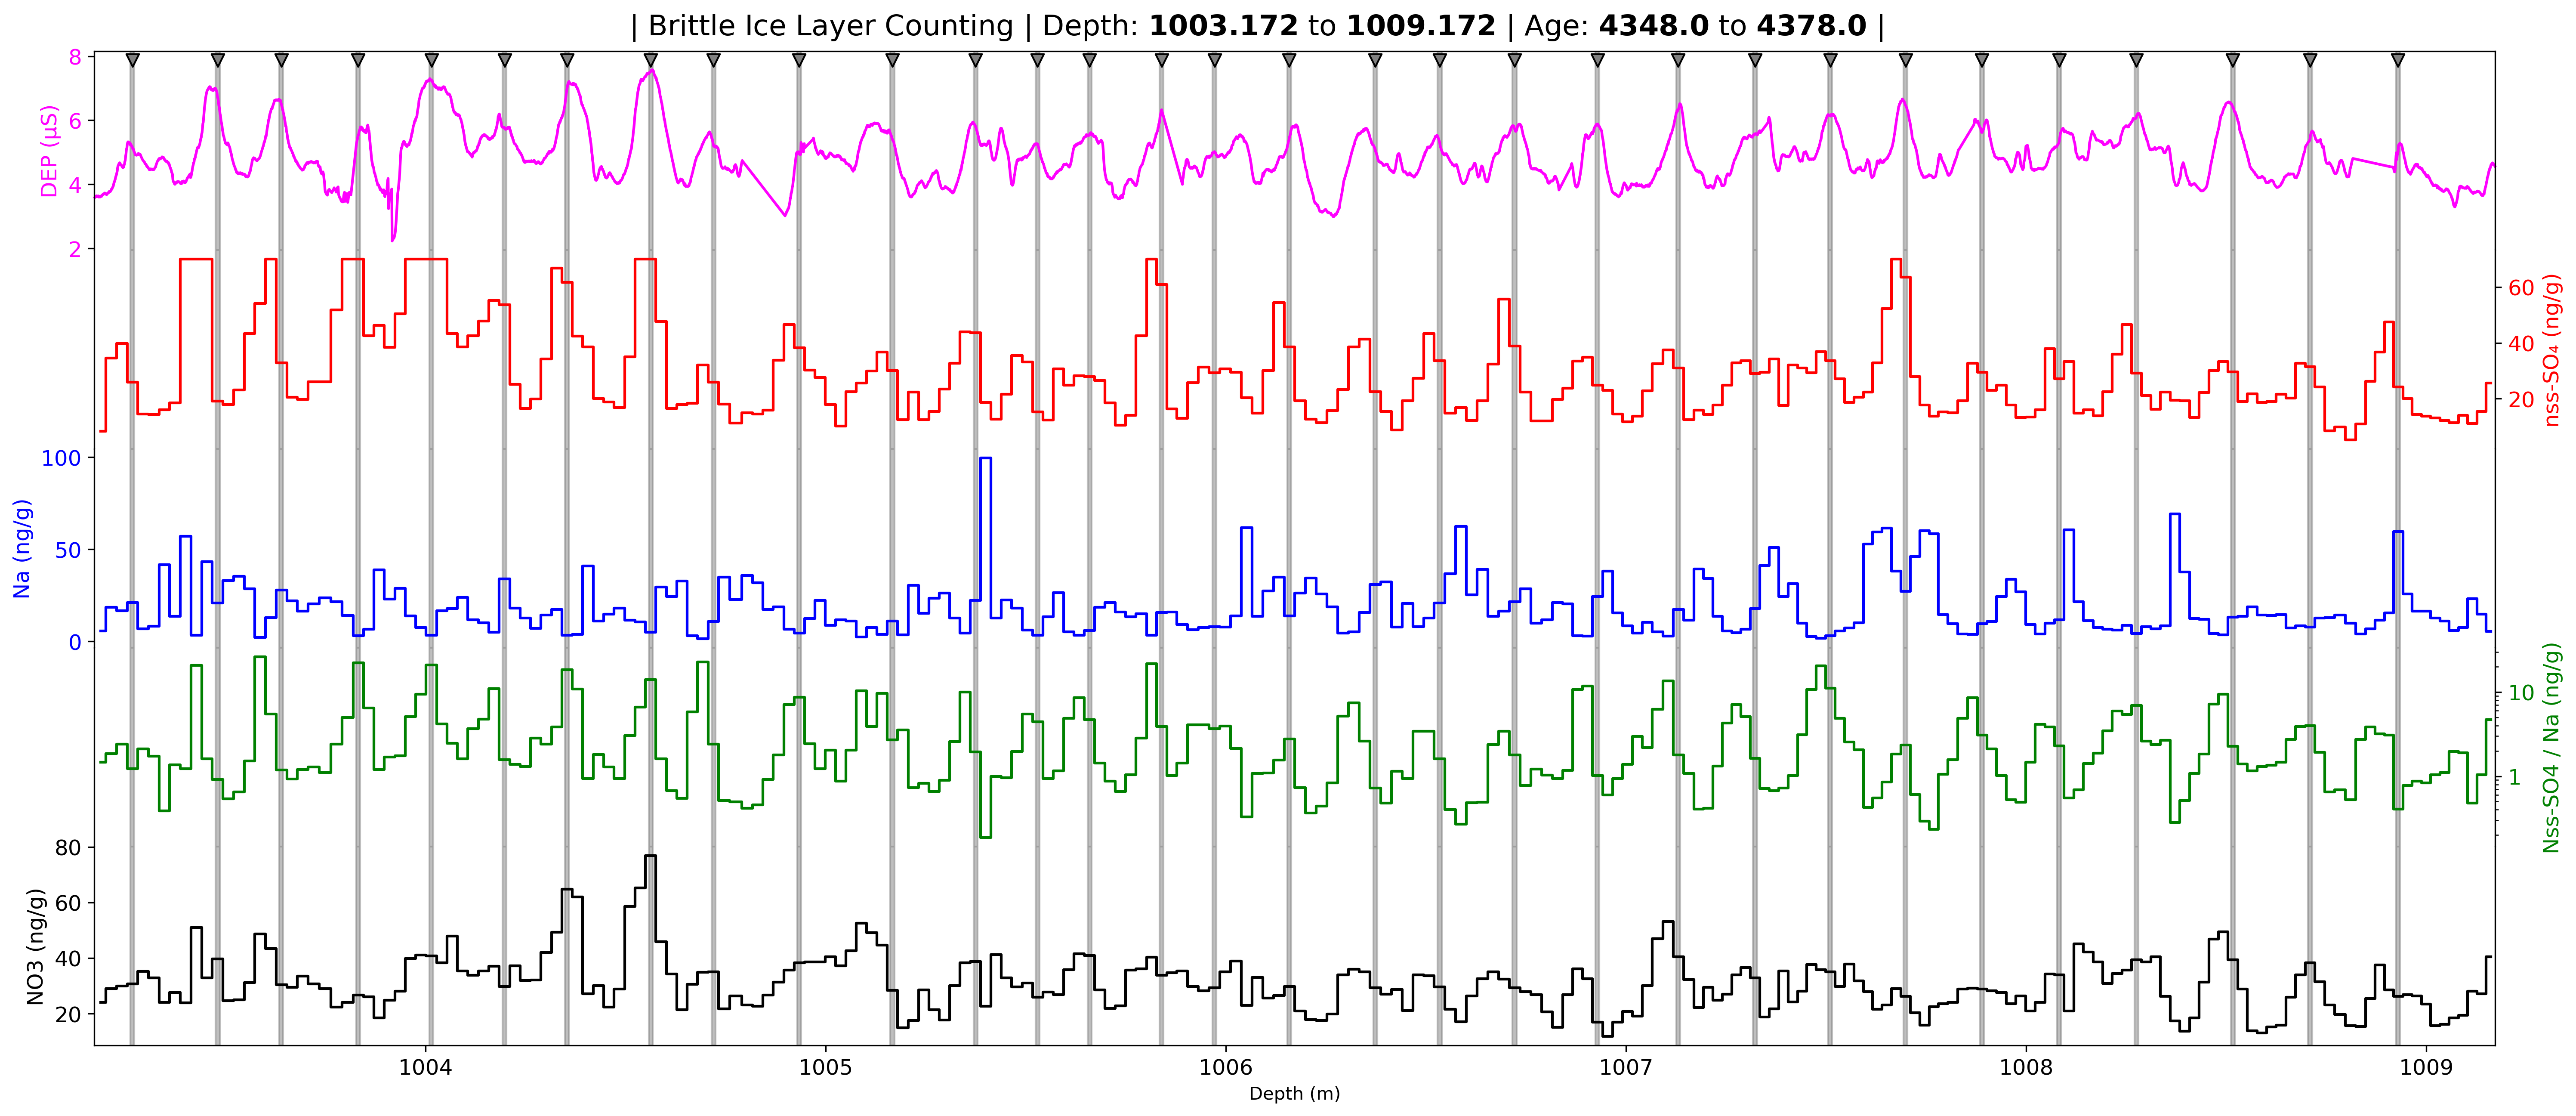 | Brittle Ice Layer Counting | Depth: 1003.172 to 1009.172 | Age: 4348.0 to 4378.0 |
8
6
4
2
DEP (μS)
60
40
20
nss-SO₄ (ng/g)
100
50
0
Na (ng/g)
10
1
Nss-SO4 / Na (ng/g)
80
60
40
20
NO3 (ng/g)
1004 1005 1006 1007 1008 1009
Depth (m)